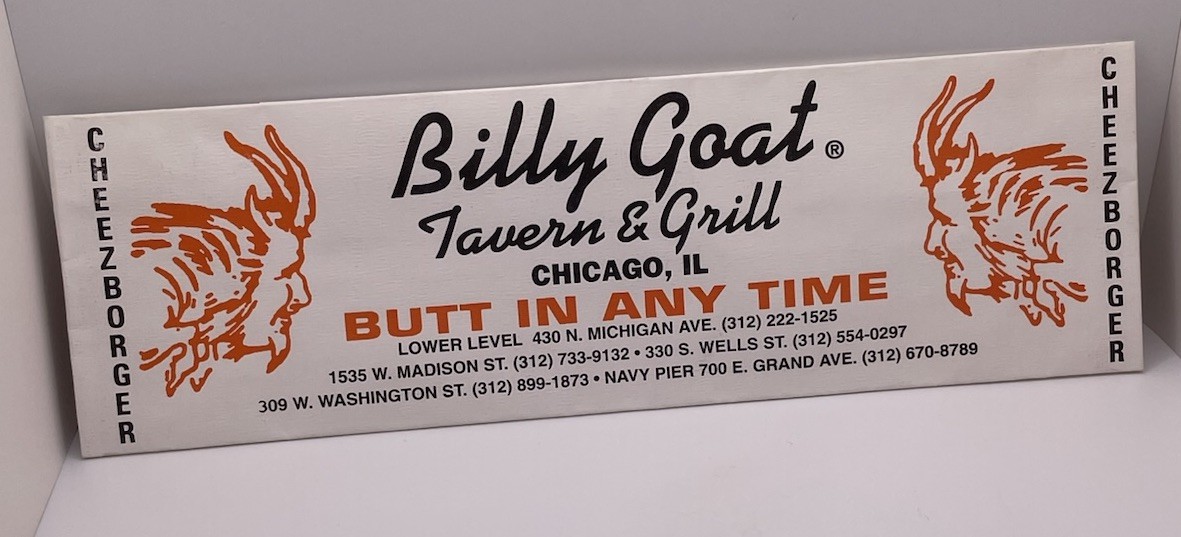 CHEEZBORGER
Billy Goat®
Tavern & Grill
CHICAGO, IL
BUTT IN ANY TIME
LOWER LEVEL 430 N. MICHIGAN AVE. (312) 222-1525
1535 W. MADISON ST. (312) 733-9132 • 330 S. WELLS ST. (312) 554-0297
309 W. WASHINGTON ST. (312) 899-1873 • NAVY PIER 700 E. GRAND AVE. (312) 670-8789
CHEEZBORGER